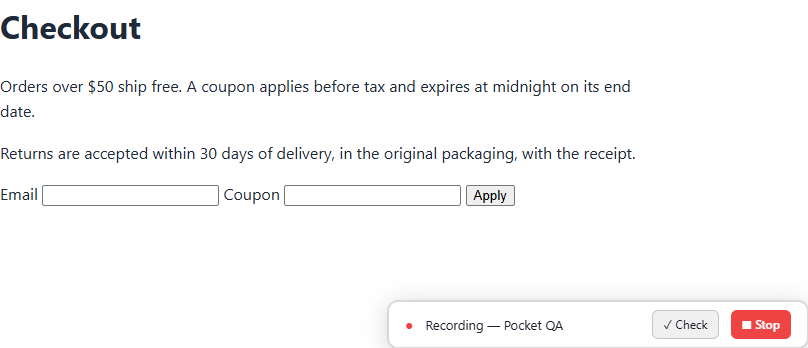 Checkout
Orders over $50 ship free. A coupon applies before tax and expires at midnight on its end
date.
Returns are accepted within 30 days of delivery, in the original packaging, with the receipt.
Email Coupon Apply
Recording — Pocket QA ✓ Check Stop